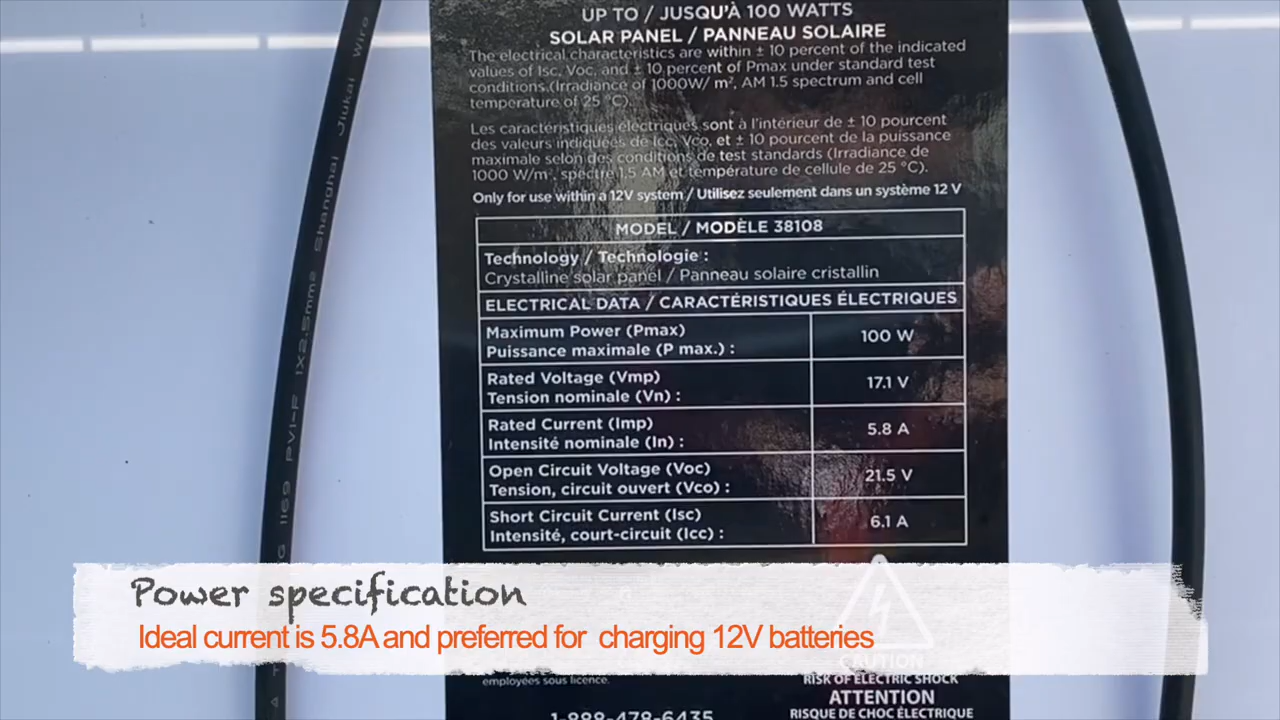 UP TO / JUSQU'À 100 WATTS
SOLAR PANEL / PANNEAU SOLAIRE
The electrical characteristics are within ± 10 percent of the indicated
values of Isc, Voc, and ± 10 percent of Pmax under standard test
conditions.(Irradiance of 1000W/ m², AM 1.5 spectrum and cell
temperature of 25 °C).
Les caractéristiques électriques sont à l'intérieur de ± 10 pourcent
des valeurs indiquées de Icc, Vco, et ± 10 pourcent de la puissance
maximale selon des conditions de test standards (Irradiance de
1000 W/m², spectre 1,5 AM et température de cellule de 25 °C).
Only for use within a 12V system / Utilisez seulement dans un système 12 V
MODEL / MODÈLE 38108
Technology / Technologie :
Crystalline solar panel / Panneau solaire cristallin
ELECTRICAL DATA / CARACTÉRISTIQUES ÉLECTRIQUES
Maximum Power (Pmax)
Puissance maximale (P max.) :
100 W
Rated Voltage (Vmp)
Tension nominale (Vn) :
17.1 V
Rated Current (Imp)
Intensité nominale (In) :
5.8 A
Open Circuit Voltage (Voc)
Tension, circuit ouvert (Vco) :
21.5 V
Short Circuit Current (Isc)
Intensité, court-circuit (Icc) :
6.1 A
Power specification
Ideal current is 5.8A and preferred for charging 12V batteries
CAUTION
employées sous licence.
RISK OF ELECTRIC SHOCK
ATTENTION
1-888-478-6435
RISQUE DE CHOC ÉLECTRIQUE
1169 PV1-F 1X2.5mm² Shanghai Jiukai Wire